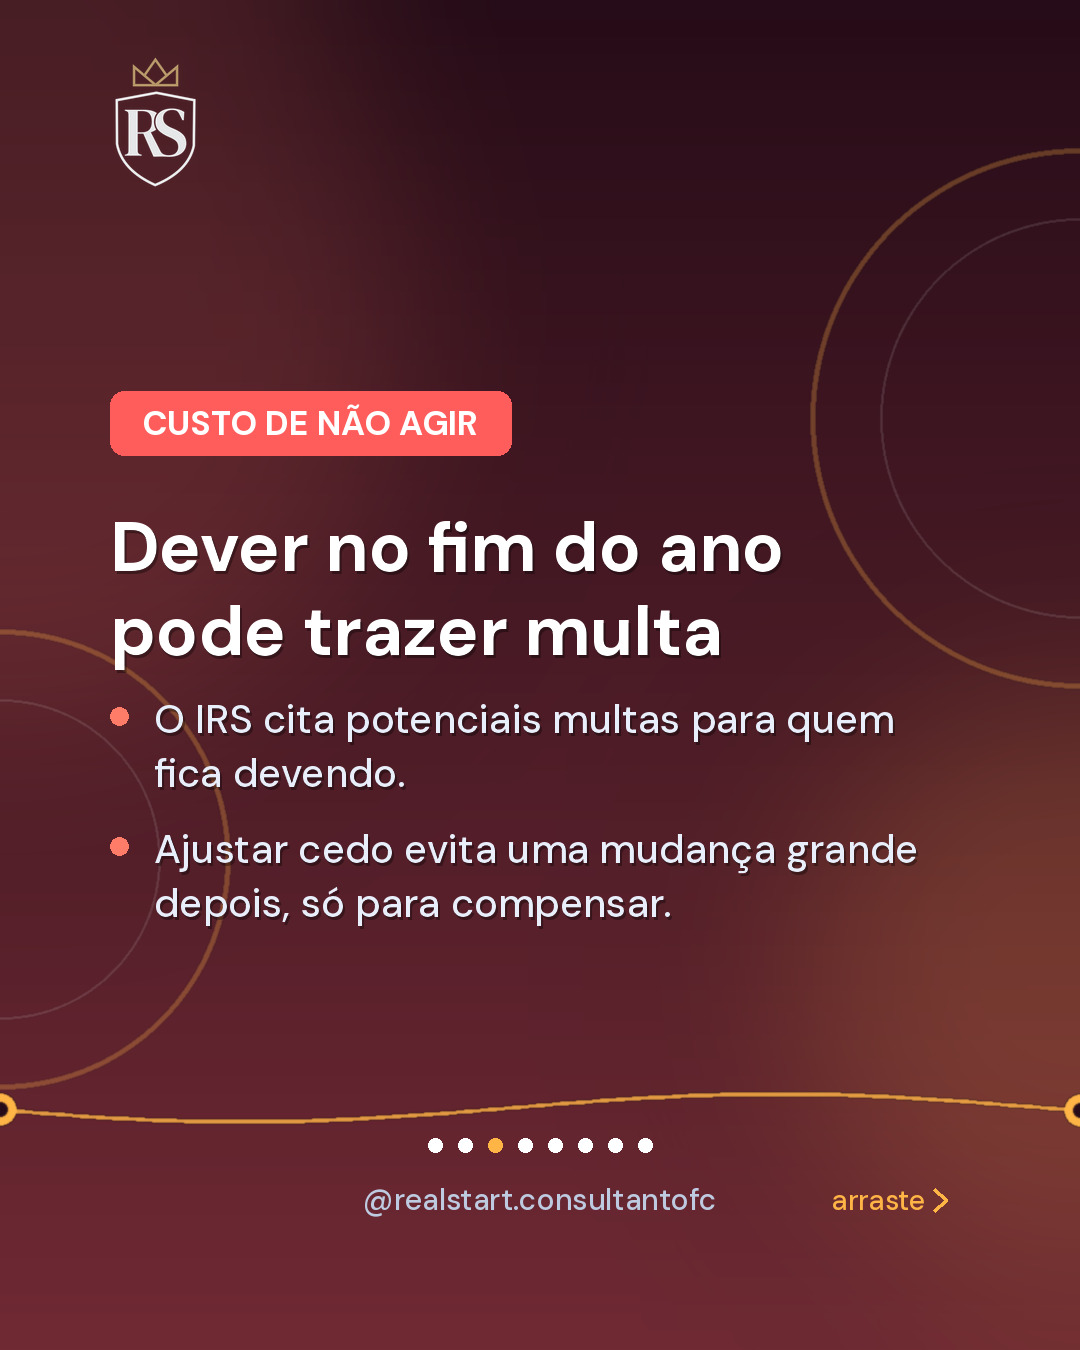 RS
CUSTO DE NÃO AGIR
Dever no fim do ano
pode trazer multa
O IRS cita potenciais multas para quem
fica devendo.
Ajustar cedo evita uma mudança grande
depois, só para compensar.
@realstart.consultantofc
arraste